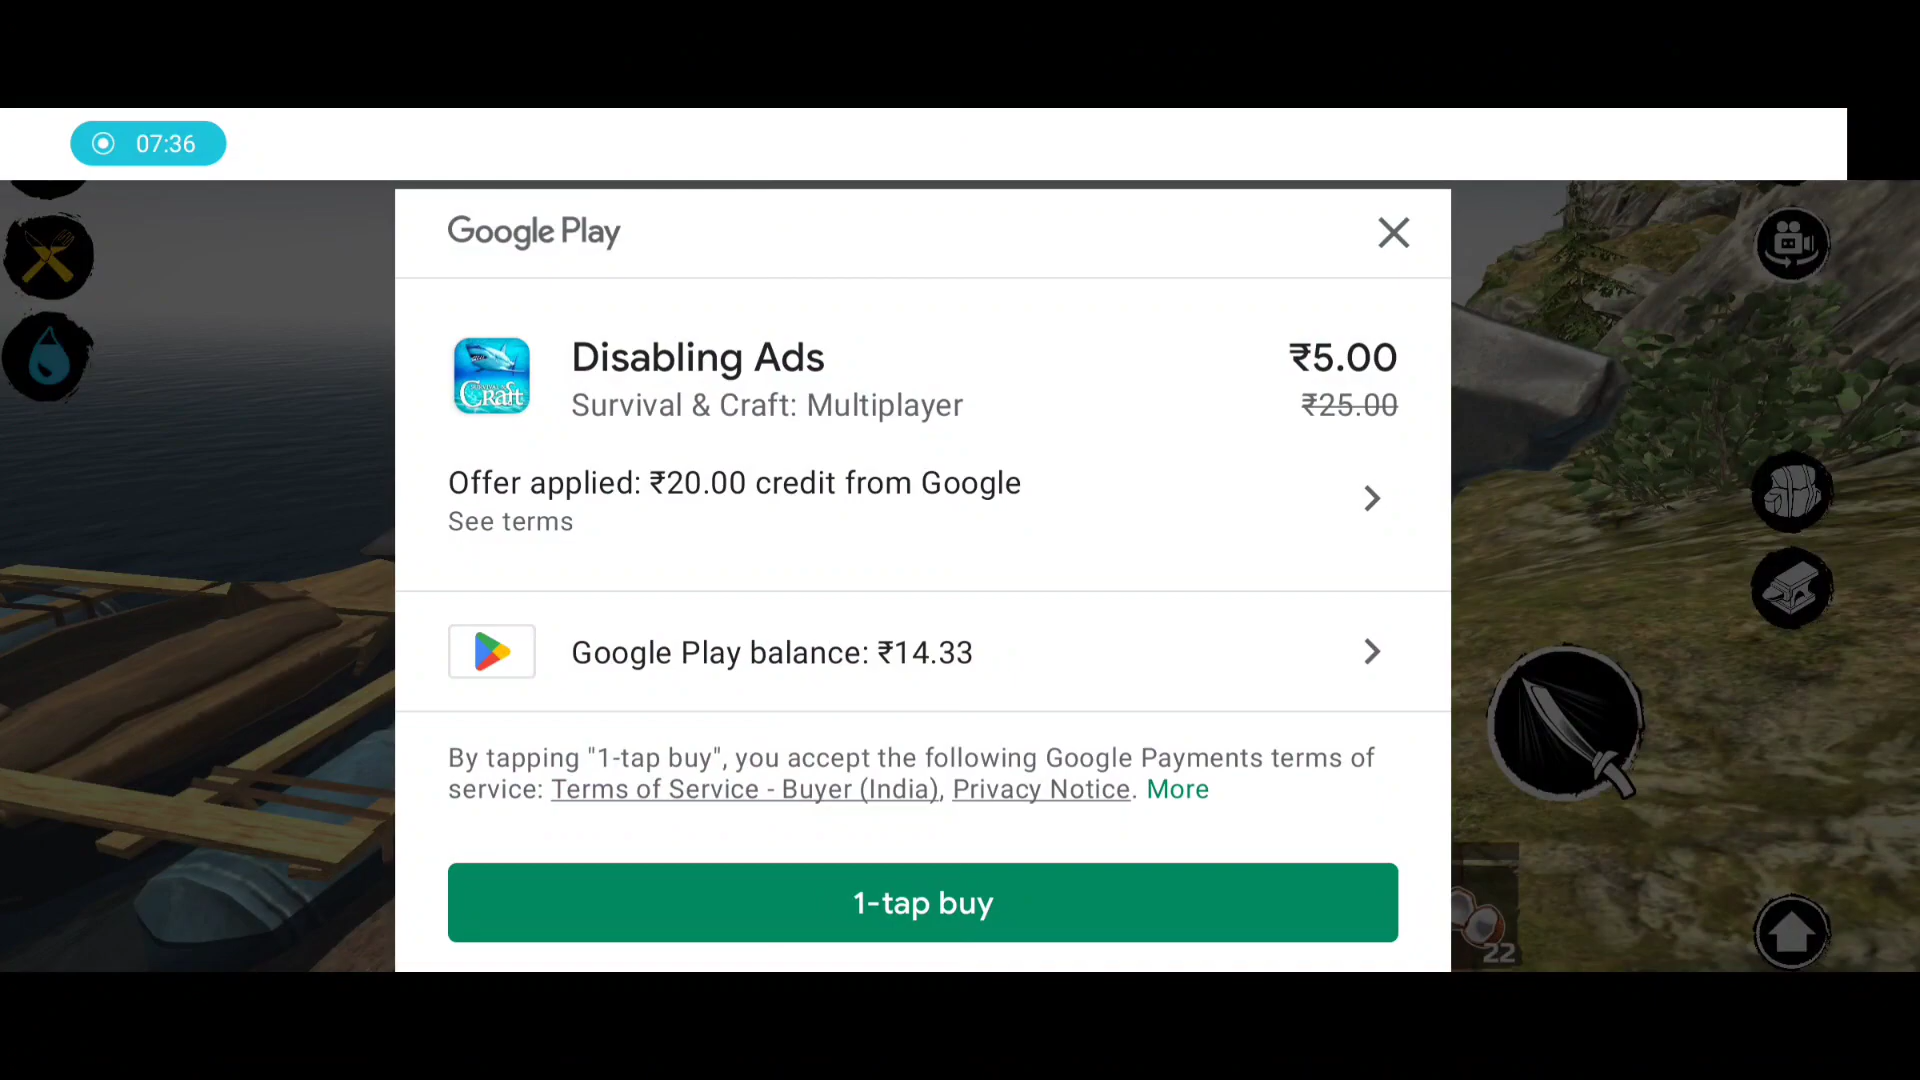 07:36
Google Play
Disabling Ads
₹5.00
SURVIVAL & CRaft
Survival & Craft: Multiplayer
₹25.00
Offer applied: ₹20.00 credit from Google
See terms
Google Play balance: ₹14.33
By tapping "1-tap buy", you accept the following Google Payments terms of
service: Terms of Service - Buyer (India), Privacy Notice. More
1-tap buy
22